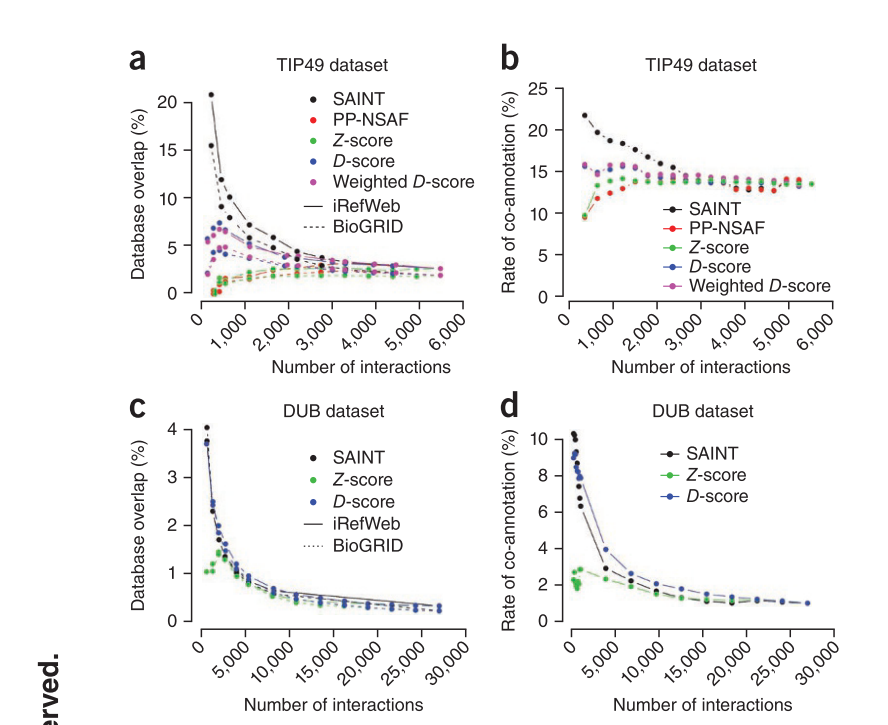 a
TIP49 dataset
Database overlap (%)
20
15
10
5
0
SAINT
PP-NSAF
Z-score
D-score
Weighted D-score
iRefWeb
BioGRID
0
1,000
2,000
3,000
4,000
5,000
6,000
Number of interactions
b
TIP49 dataset
Rate of co-annotation (%)
25
20
15
10
5
0
SAINT
PP-NSAF
Z-score
D-score
Weighted D-score
0
1,000
2,000
3,000
4,000
5,000
6,000
Number of interactions
c
DUB dataset
Database overlap (%)
4
3
2
1
0
SAINT
Z-score
D-score
iRefWeb
BioGRID
0
5,000
10,000
15,000
20,000
25,000
30,000
Number of interactions
d
DUB dataset
Rate of co-annotation (%)
10
8
6
4
2
0
SAINT
Z-score
D-score
0
5,000
10,000
15,000
20,000
25,000
30,000
Number of interactions
erved.